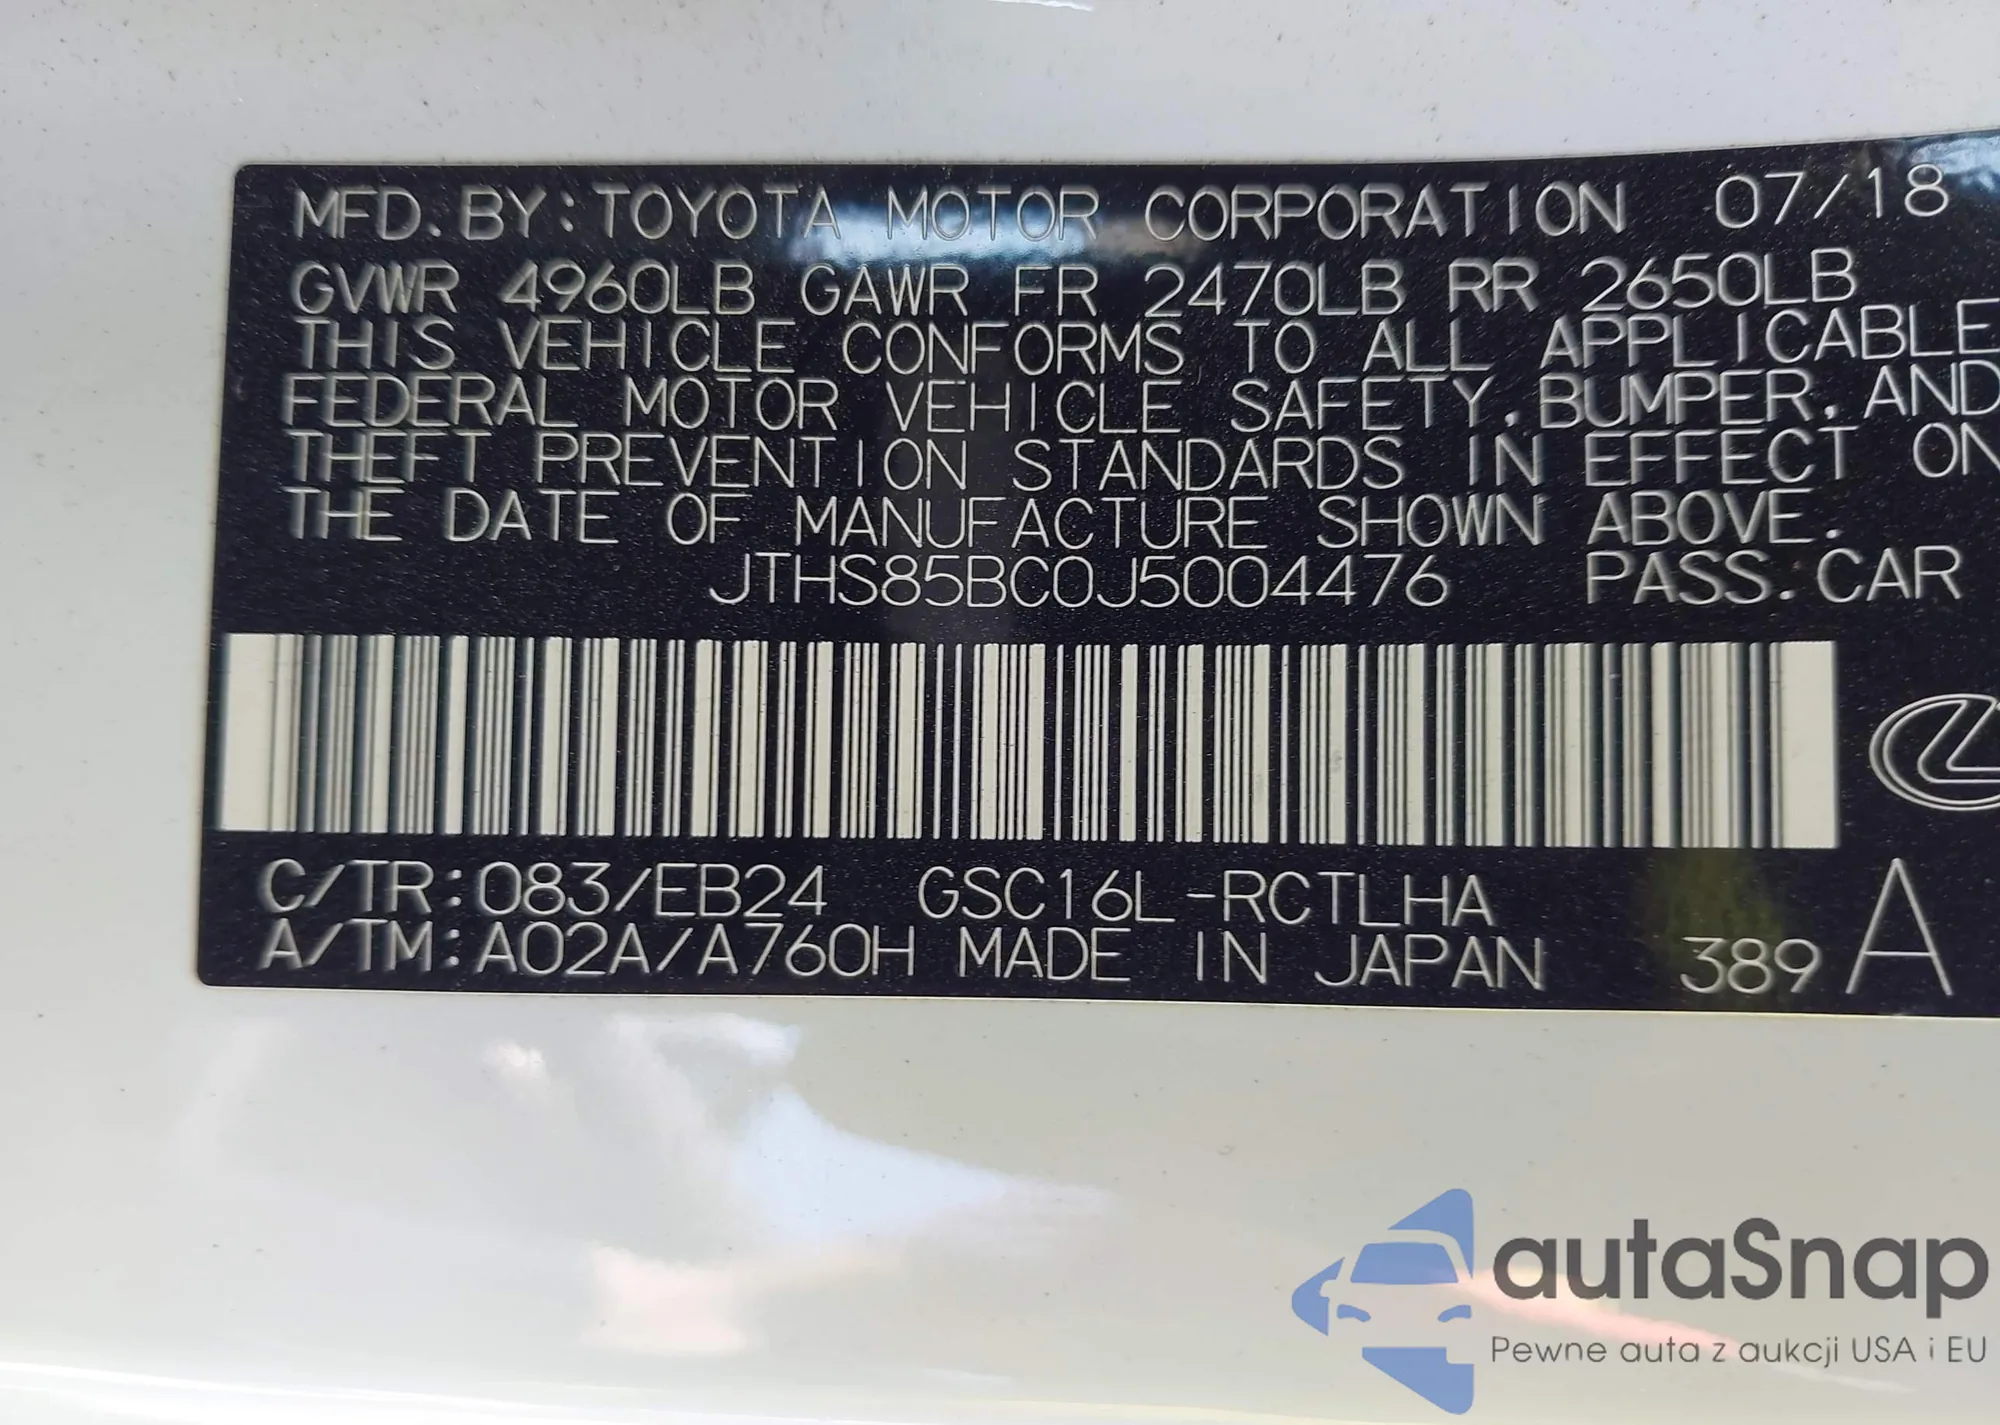 MFD. BY: TOYOTA MOTOR CORPORATION 07/18
GVWR 4960LB GAWR FR 2470LB RR 2650LB
THIS VEHICLE CONFORMS TO ALL APPLICABLE
FEDERAL MOTOR VEHICLE SAFETY, BUMPER, AND
THEFT PREVENTION STANDARDS IN EFFECT ON
THE DATE OF MANUFACTURE SHOWN ABOVE.
JTHS85BC0J5004476 PASS. CAR
C/TR: 083/EB24 GSC16L-RCTLHA
A/TM: A02A/A760H MADE IN JAPAN 389 A
autaSnap
Pewne auta z aukcji USA i EU